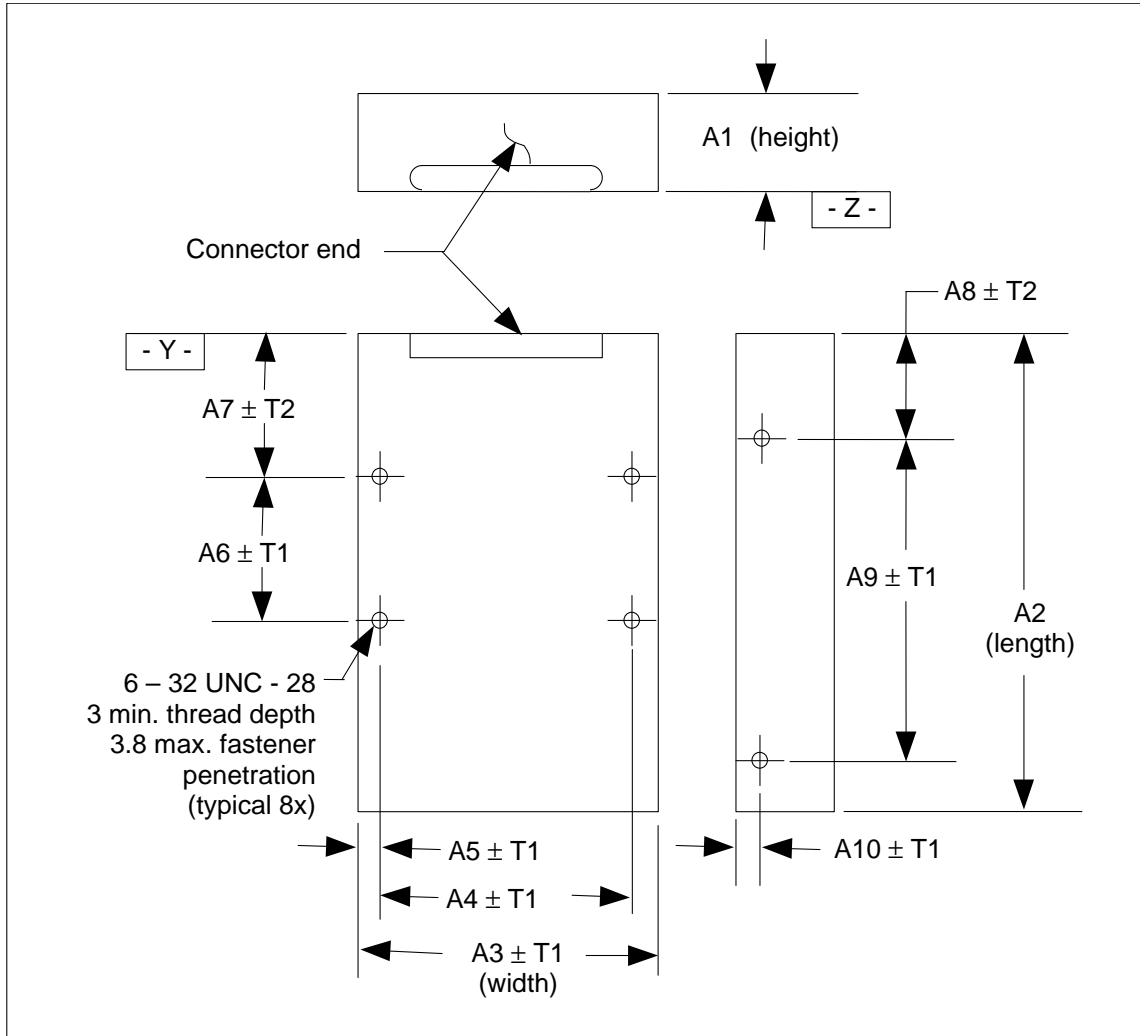 A1 (height)
- Z -
Connector end
A8 ± T2
- Y -
A7 ± T2
A6 ± T1
A9 ± T1
A2
(length)
6 – 32 UNC - 28
3 min. thread depth
3.8 max. fastener
penetration
(typical 8x)
A5 ± T1
A10 ± T1
A4 ± T1
A3 ± T1
(width)